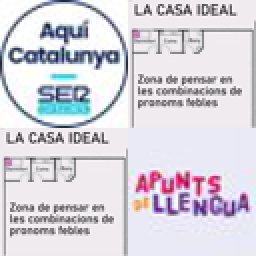 Aquí
Catalunya
SER
LA CASA IDEAL
Zona de pensar en
les combinacions de
pronoms febles
LA CASA IDEAL
Zona de pensar en
les combinacions de
pronoms febles
APUNTS
DE LLENGUA